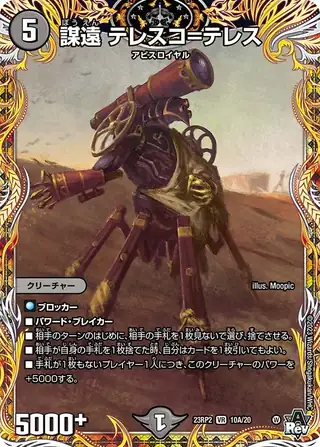 5
ぼうえん
謀遠 テレスコ=テレス
アビスロイヤル
illus. Moopic
クリーチャー
ブロッカー
■パワード・ブレイカー
■相手のターンのはじめに、相手の手札を1枚見ないで選び、捨てさせる。
■相手が自身の手札を1枚捨てた時、自分はカードを1枚引いてもよい。
■手札が1枚もないプレイヤー1人につき、このクリーチャーのパワーを
+5000する。
5000+
23RP2 VR 10A/20
W
Rev